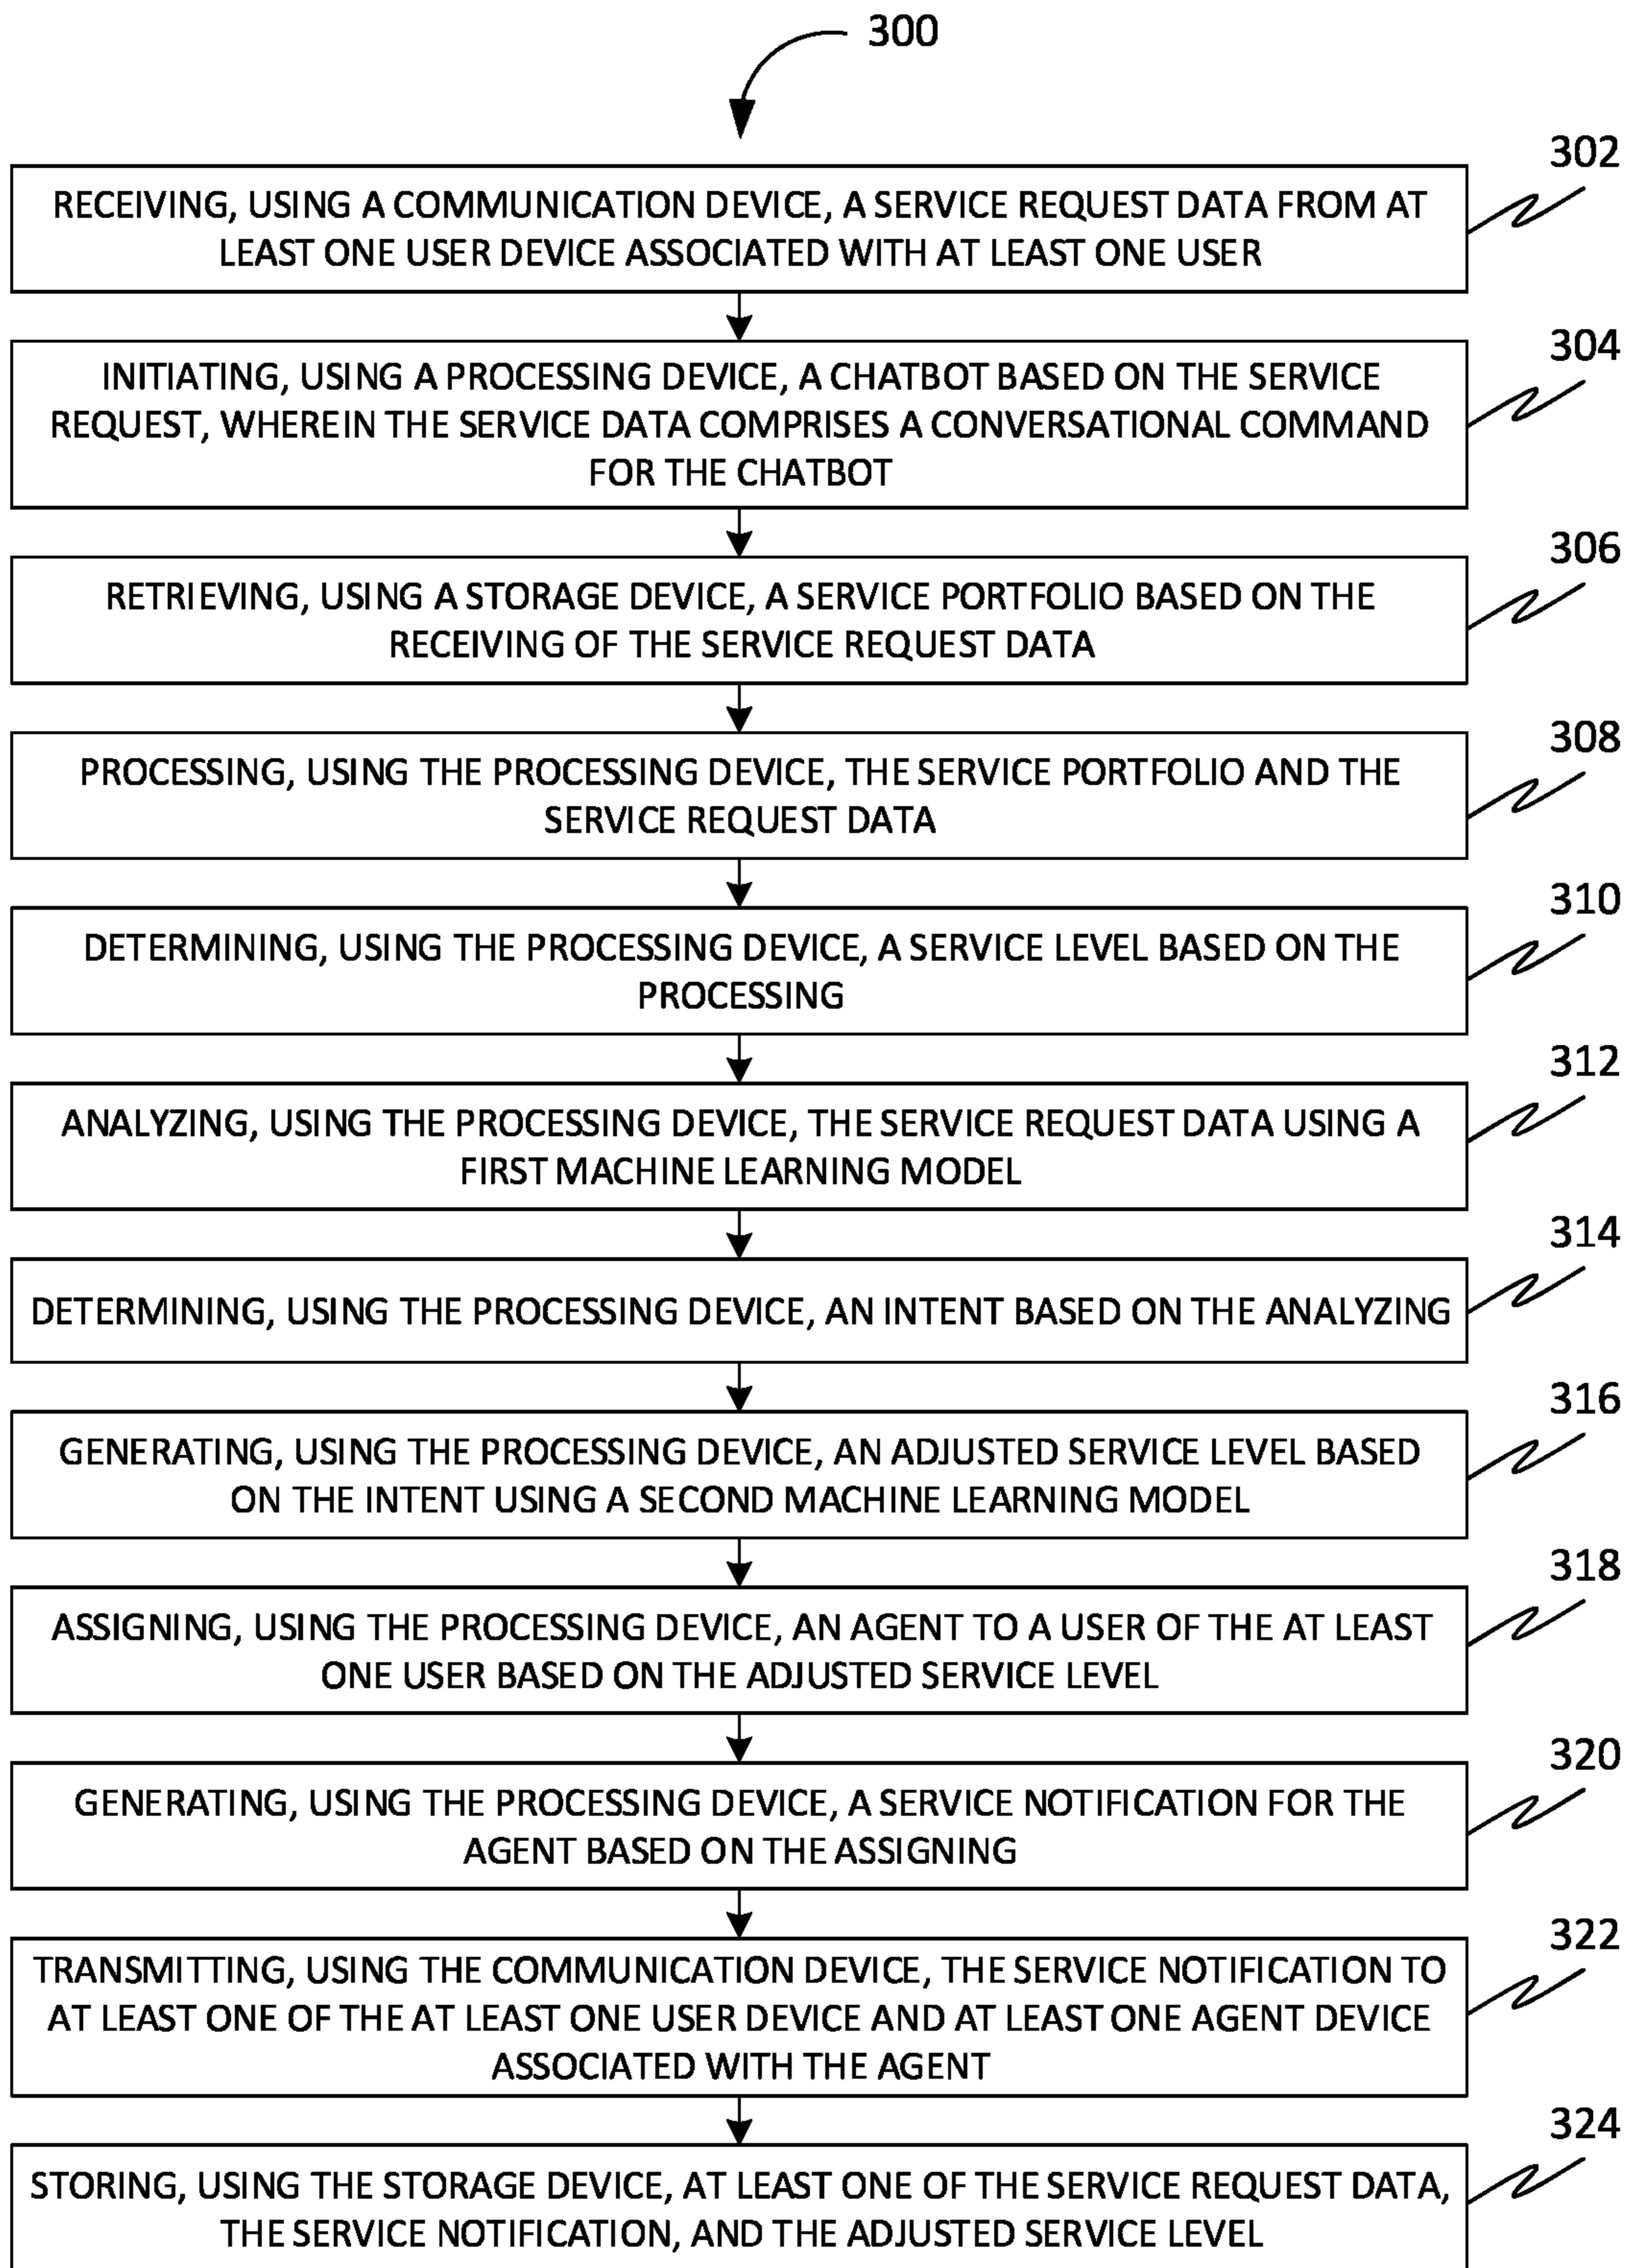 300
302
RECEIVING, USING A COMMUNICATION DEVICE, A SERVICE REQUEST DATA FROM AT
LEAST ONE USER DEVICE ASSOCIATED WITH AT LEAST ONE USER
304
INITIATING, USING A PROCESSING DEVICE, A CHATBOT BASED ON THE SERVICE
REQUEST, WHEREIN THE SERVICE DATA COMPRISES A CONVERSATIONAL COMMAND
FOR THE CHATBOT
306
RETRIEVING, USING A STORAGE DEVICE, A SERVICE PORTFOLIO BASED ON THE
RECEIVING OF THE SERVICE REQUEST DATA
308
PROCESSING, USING THE PROCESSING DEVICE, THE SERVICE PORTFOLIO AND THE
SERVICE REQUEST DATA
310
DETERMINING, USING THE PROCESSING DEVICE, A SERVICE LEVEL BASED ON THE
PROCESSING
312
ANALYZING, USING THE PROCESSING DEVICE, THE SERVICE REQUEST DATA USING A
FIRST MACHINE LEARNING MODEL
314
DETERMINING, USING THE PROCESSING DEVICE, AN INTENT BASED ON THE ANALYZING
316
GENERATING, USING THE PROCESSING DEVICE, AN ADJUSTED SERVICE LEVEL BASED
ON THE INTENT USING A SECOND MACHINE LEARNING MODEL
318
ASSIGNING, USING THE PROCESSING DEVICE, AN AGENT TO A USER OF THE AT LEAST
ONE USER BASED ON THE ADJUSTED SERVICE LEVEL
320
GENERATING, USING THE PROCESSING DEVICE, A SERVICE NOTIFICATION FOR THE
AGENT BASED ON THE ASSIGNING
322
TRANSMITTING, USING THE COMMUNICATION DEVICE, THE SERVICE NOTIFICATION TO
AT LEAST ONE OF THE AT LEAST ONE USER DEVICE AND AT LEAST ONE AGENT DEVICE
ASSOCIATED WITH THE AGENT
324
STORING, USING THE STORAGE DEVICE, AT LEAST ONE OF THE SERVICE REQUEST DATA,
THE SERVICE NOTIFICATION, AND THE ADJUSTED SERVICE LEVEL